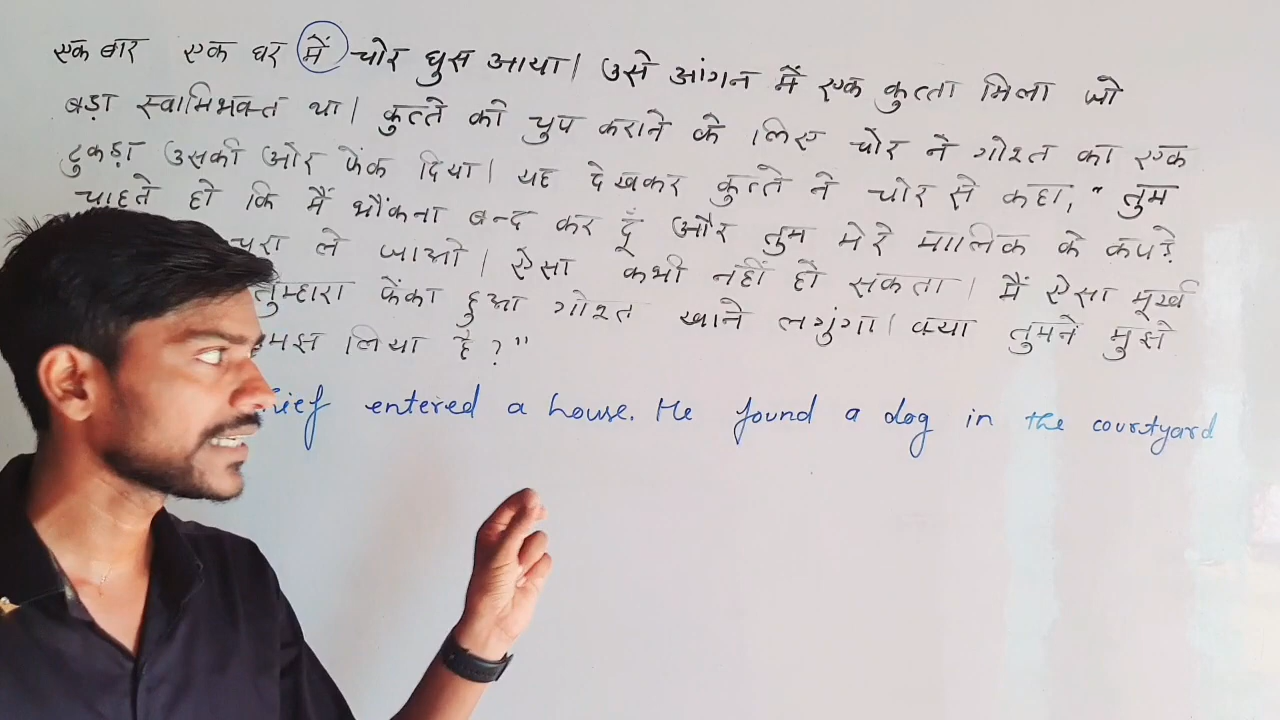 एक बार एक घर में चोर घुस आया। उसे आंगन में एक कुत्ता मिला जो
बड़ा स्वामिभक्त था। कुत्ते को चुप कराने के लिए चोर ने गोश्त का एक
टुकड़ा उसकी ओर फेंक दिया। यह देखकर कुत्ते ने चोर से कहा, "तुम
चाहते हो कि मैं भौंकना बन्द कर दूँ और तुम मेरे मालिक के कपड़े
ले जाओ। ऐसा कभी नहीं हो सकता। मैं ऐसा मूर्ख
तुम्हारा फेंका हुआ गोश्त खाने लगुंगा। क्या तुमने मुझे
लिया है?"
entered a house. He found a dog in the courtyard